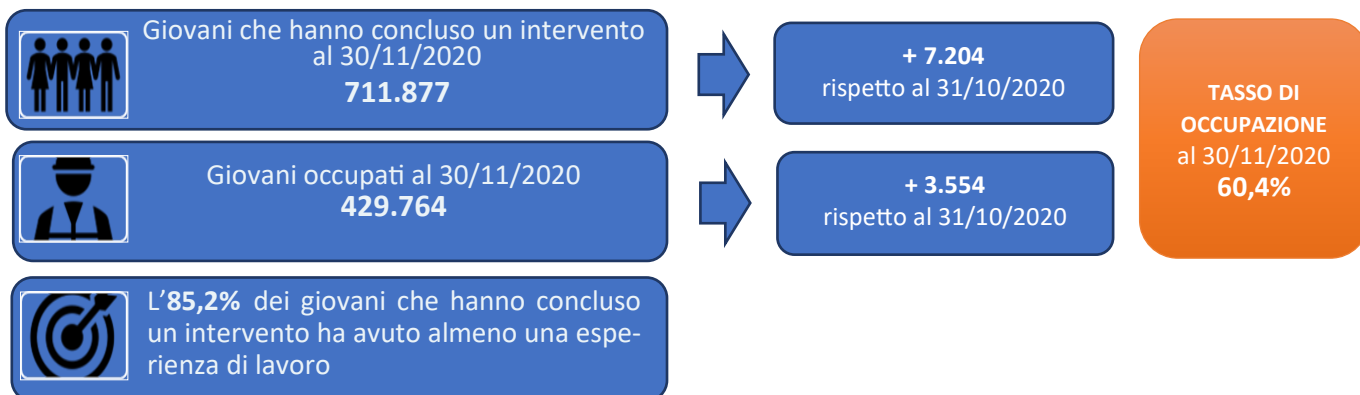 Giovani che hanno concluso un intervento
al 30/11/2020
711.877
+ 7.204
rispetto al 31/10/2020
Giovani occupati al 30/11/2020
429.764
+ 3.554
rispetto al 31/10/2020
TASSO DI
OCCUPAZIONE
al 30/11/2020
60,4%
L'85,2% dei giovani che hanno concluso
un intervento ha avuto almeno una espe-
rienza di lavoro